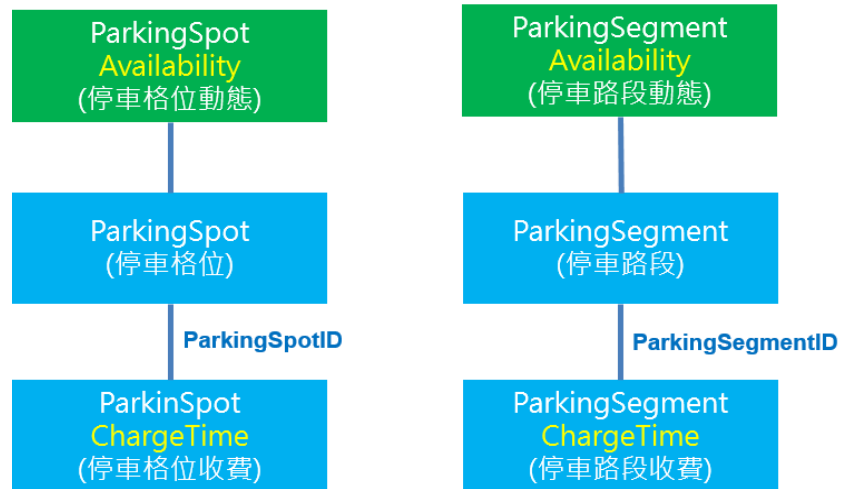 ParkingSpot
Availability
(停車格位動態)
ParkingSpot
(停車格位)
ParkingSpotID
ParkinSpot
ChargeTime
(停車格位收費)
ParkingSegment
Availability
(停車路段動態)
ParkingSegment
(停車路段)
ParkingSegmentID
ParkingSegment
ChargeTime
(停車路段收費)